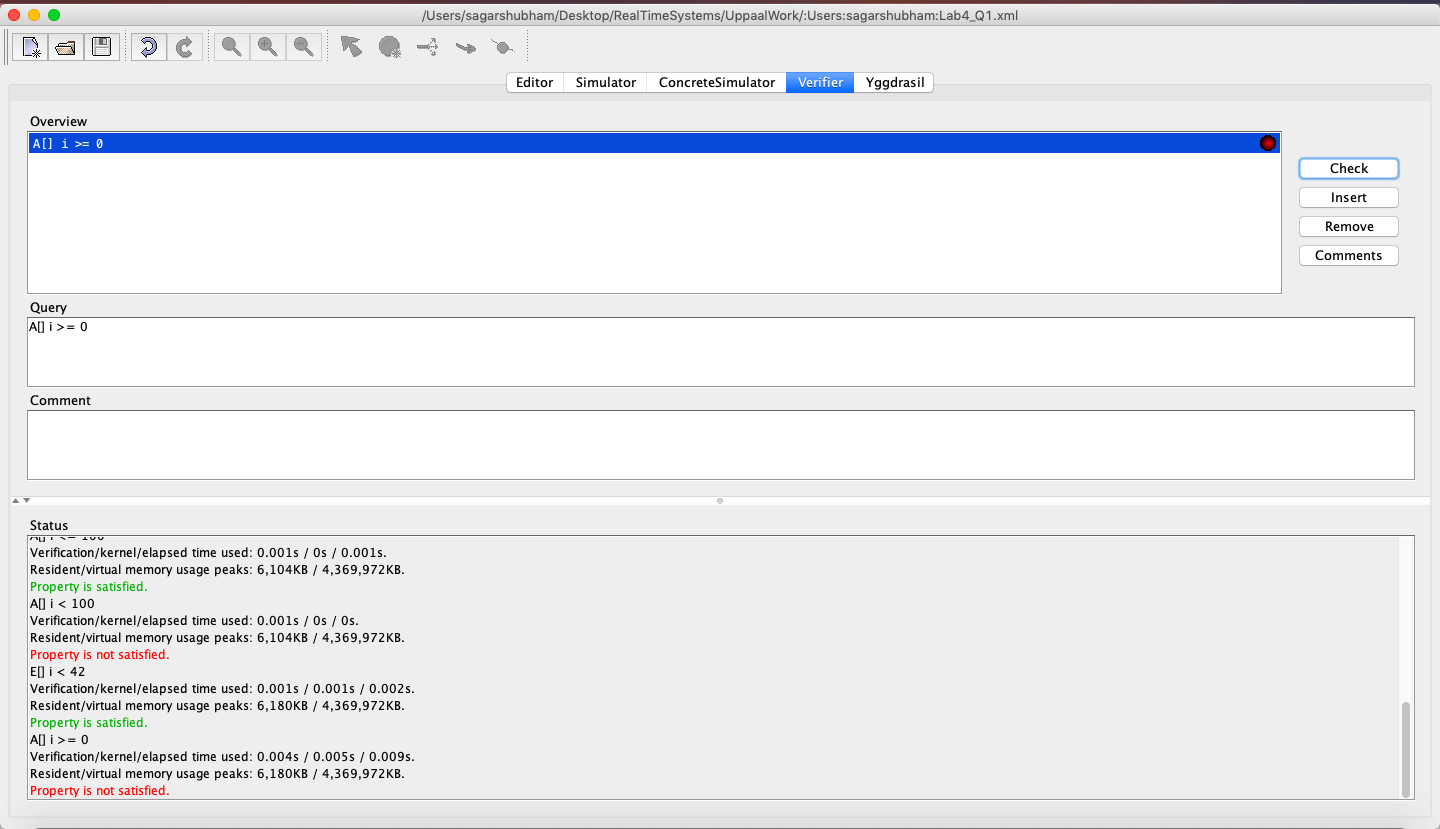 /Users/sagarshubham/Desktop/RealTimeSystems/UppaalWork/:Users:sagarshubham:Lab4_Q1.xml
Editor Simulator ConcreteSimulator Verifier Yggdrasil
Overview
A[] i >= 0
Check
Insert
Remove
Comments
Query
A[] i >= 0
Comment
Status
A[] i <= 100
Verification/kernel/elapsed time used: 0.001s / 0s / 0.001s.
Resident/virtual memory usage peaks: 6,104KB / 4,369,972KB.
Property is satisfied.
A[] i < 100
Verification/kernel/elapsed time used: 0.001s / 0s / 0s.
Resident/virtual memory usage peaks: 6,104KB / 4,369,972KB.
Property is not satisfied.
E[] i < 42
Verification/kernel/elapsed time used: 0.001s / 0.001s / 0.002s.
Resident/virtual memory usage peaks: 6,180KB / 4,369,972KB.
Property is satisfied.
A[] i >= 0
Verification/kernel/elapsed time used: 0.004s / 0.005s / 0.009s.
Resident/virtual memory usage peaks: 6,180KB / 4,369,972KB.
Property is not satisfied.